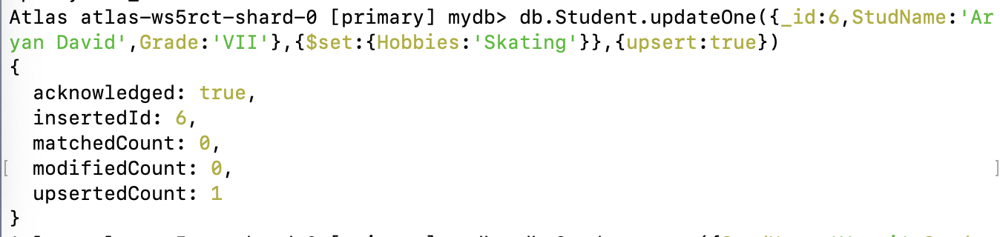 Atlas atlas-ws5rct-shard-0 [primary] mydb> db.Student.updateOne({_id:6,StudName:'Ar
yan David',Grade:'VII'},{$set:{Hobbies:'Skating'}},{upsert:true})
{
  acknowledged: true,
  insertedId: 6,
  matchedCount: 0,
[ modifiedCount: 0, ]
  upsertedCount: 1
}